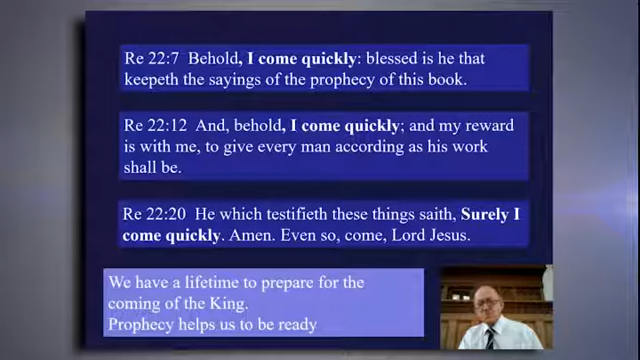 Re 22:7 Behold, I come quickly: blessed is he that
keepeth the sayings of the prophecy of this book.
Re 22:12 And, behold, I come quickly; and my reward
is with me, to give every man according as his work
shall be.
Re 22:20 He which testifieth these things saith, Surely I
come quickly. Amen. Even so, come, Lord Jesus.
We have a lifetime to prepare for the
coming of the King.
Prophecy helps us to be ready